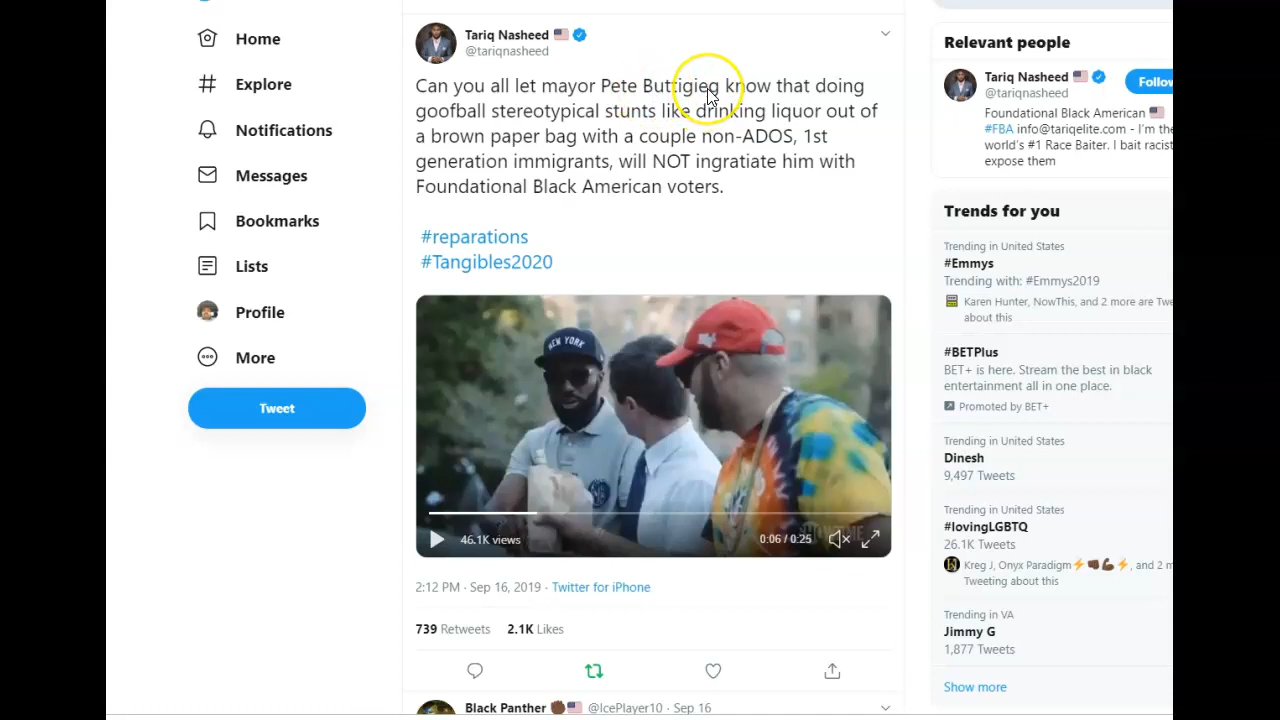 Home
Explore
Notifications
Messages
Bookmarks
Lists
Profile
More
Tweet
Tariq Nasheed
@tariqnasheed
Can you all let mayor Pete Buttigieg know that doing
goofball stereotypical stunts like drinking liquor out of
a brown paper bag with a couple non-ADOS, 1st
generation immigrants, will NOT ingratiate him with
Foundational Black American voters.
#reparations
#Tangibles2020
NEW YORK
SHOWTIME
46.1K views
0:06 / 0:25
2:12 PM · Sep 16, 2019 · Twitter for iPhone
739 Retweets 2.1K Likes
Black Panther @IcePlayer10 · Sep 16
Relevant people
Tariq Nasheed
@tariqnasheed
Follow
Foundational Black American
#FBA info@tariqelite.com - I'm the
world's #1 Race Baiter. I bait racist
expose them
Trends for you
Trending in United States
#Emmys
Trending with: #Emmys2019
Karen Hunter, NowThis, and 2 more are Twe
about this
#BETPlus
BET+ is here. Stream the best in black
entertainment all in one place.
Promoted by BET+
Trending in United States
Dinesh
9,497 Tweets
Trending in United States
#lovingLGBTQ
26.1K Tweets
Kreg J, Onyx Paradigm⚡, and 2 m
Tweeting about this
Trending in VA
Jimmy G
1,877 Tweets
Show more